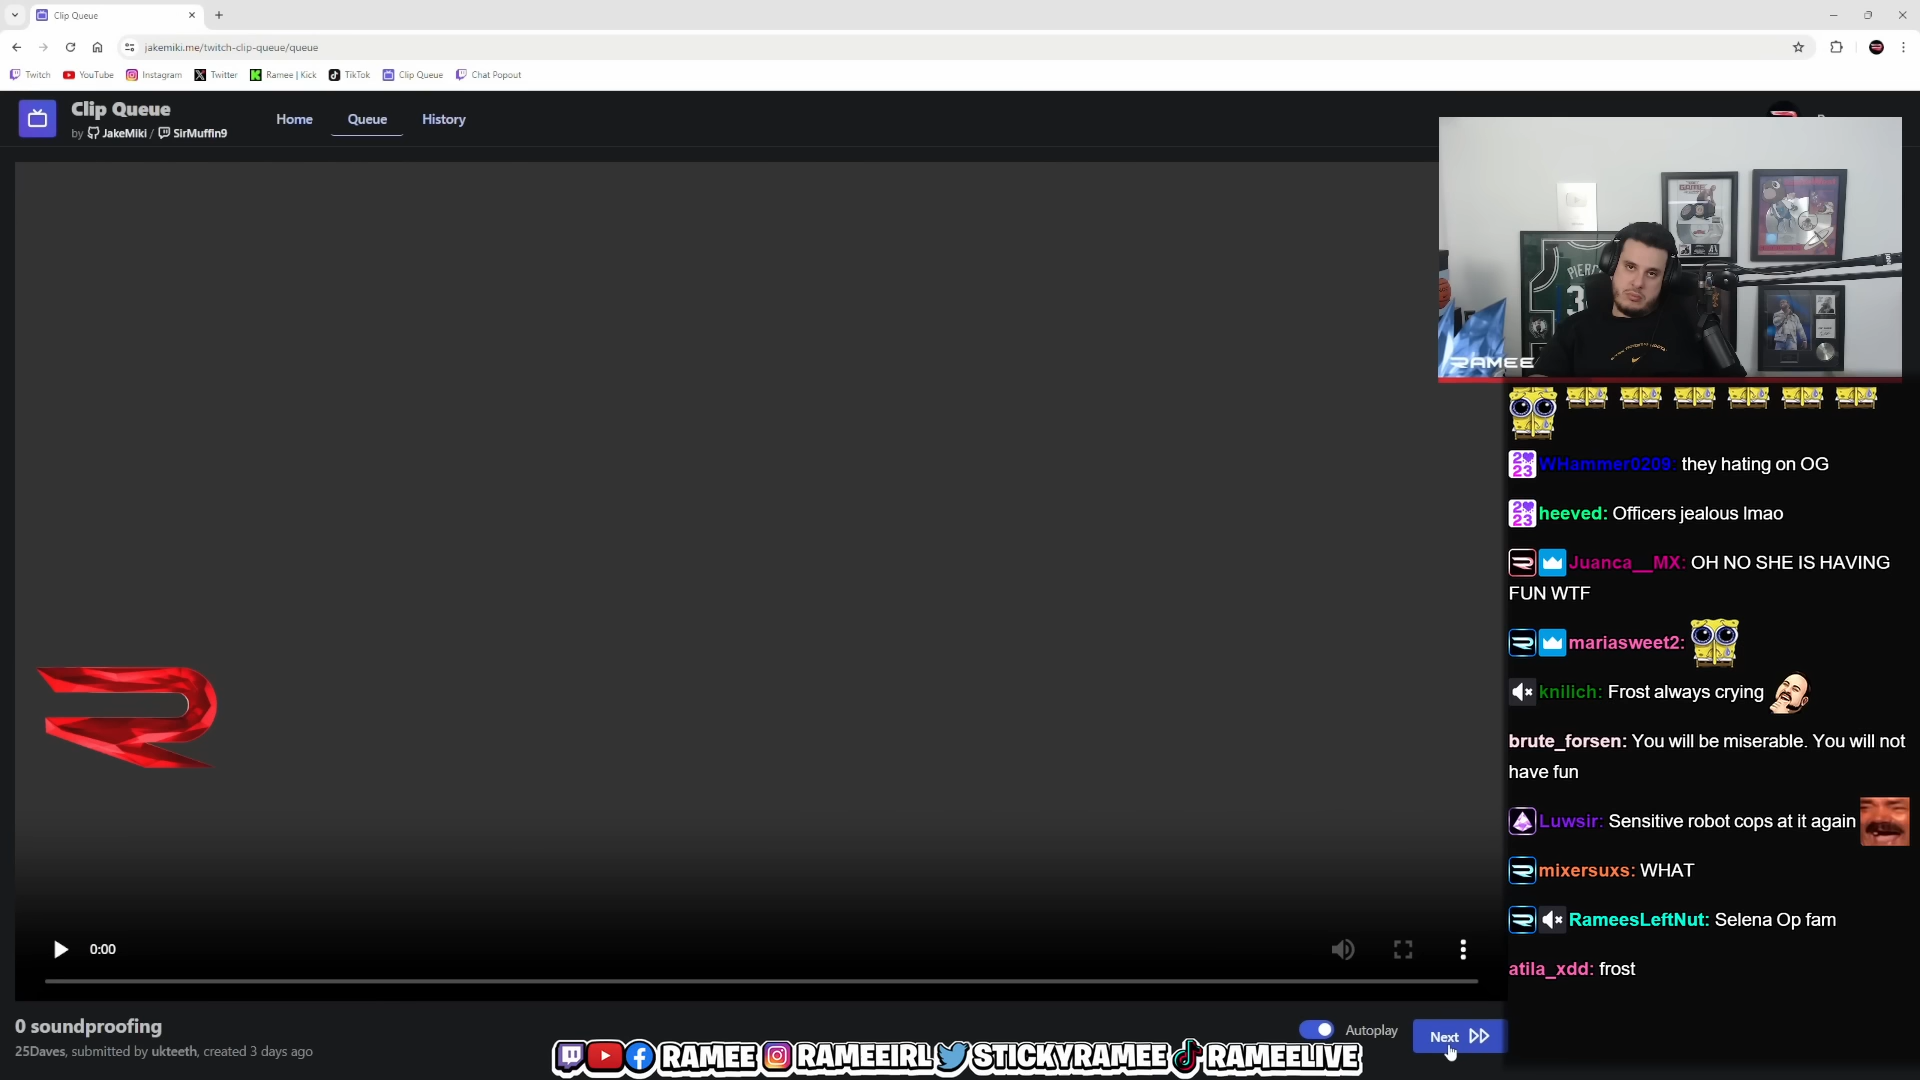 Clip Queue
jakemiki.me/twitch-clip-queue/queue
Twitch YouTube Instagram Twitter Ramee | Kick TikTok Clip Queue Chat Popout
Clip Queue
by JakeMiki / SirMuffin9
Home Queue History
PIERC
3
RAMEE
WHammer0209: they hating on OG
heeved: Officers jealous lmao
Juanca__MX: OH NO SHE IS HAVING
FUN WTF
mariasweet2:
knilich: Frost always crying
brute_forsen: You will be miserable. You will not
have fun
Luwsir: Sensitive robot cops at it again
mixersuxs: WHAT
RameesLeftNut: Selena Op fam
atila_xdd: frost
0:00
0 soundproofing
25Daves, submitted by ukteeth, created 3 days ago
Autoplay
Next
RAMEE RAMEEIRL STICKYRAMEE RAMEELIVE